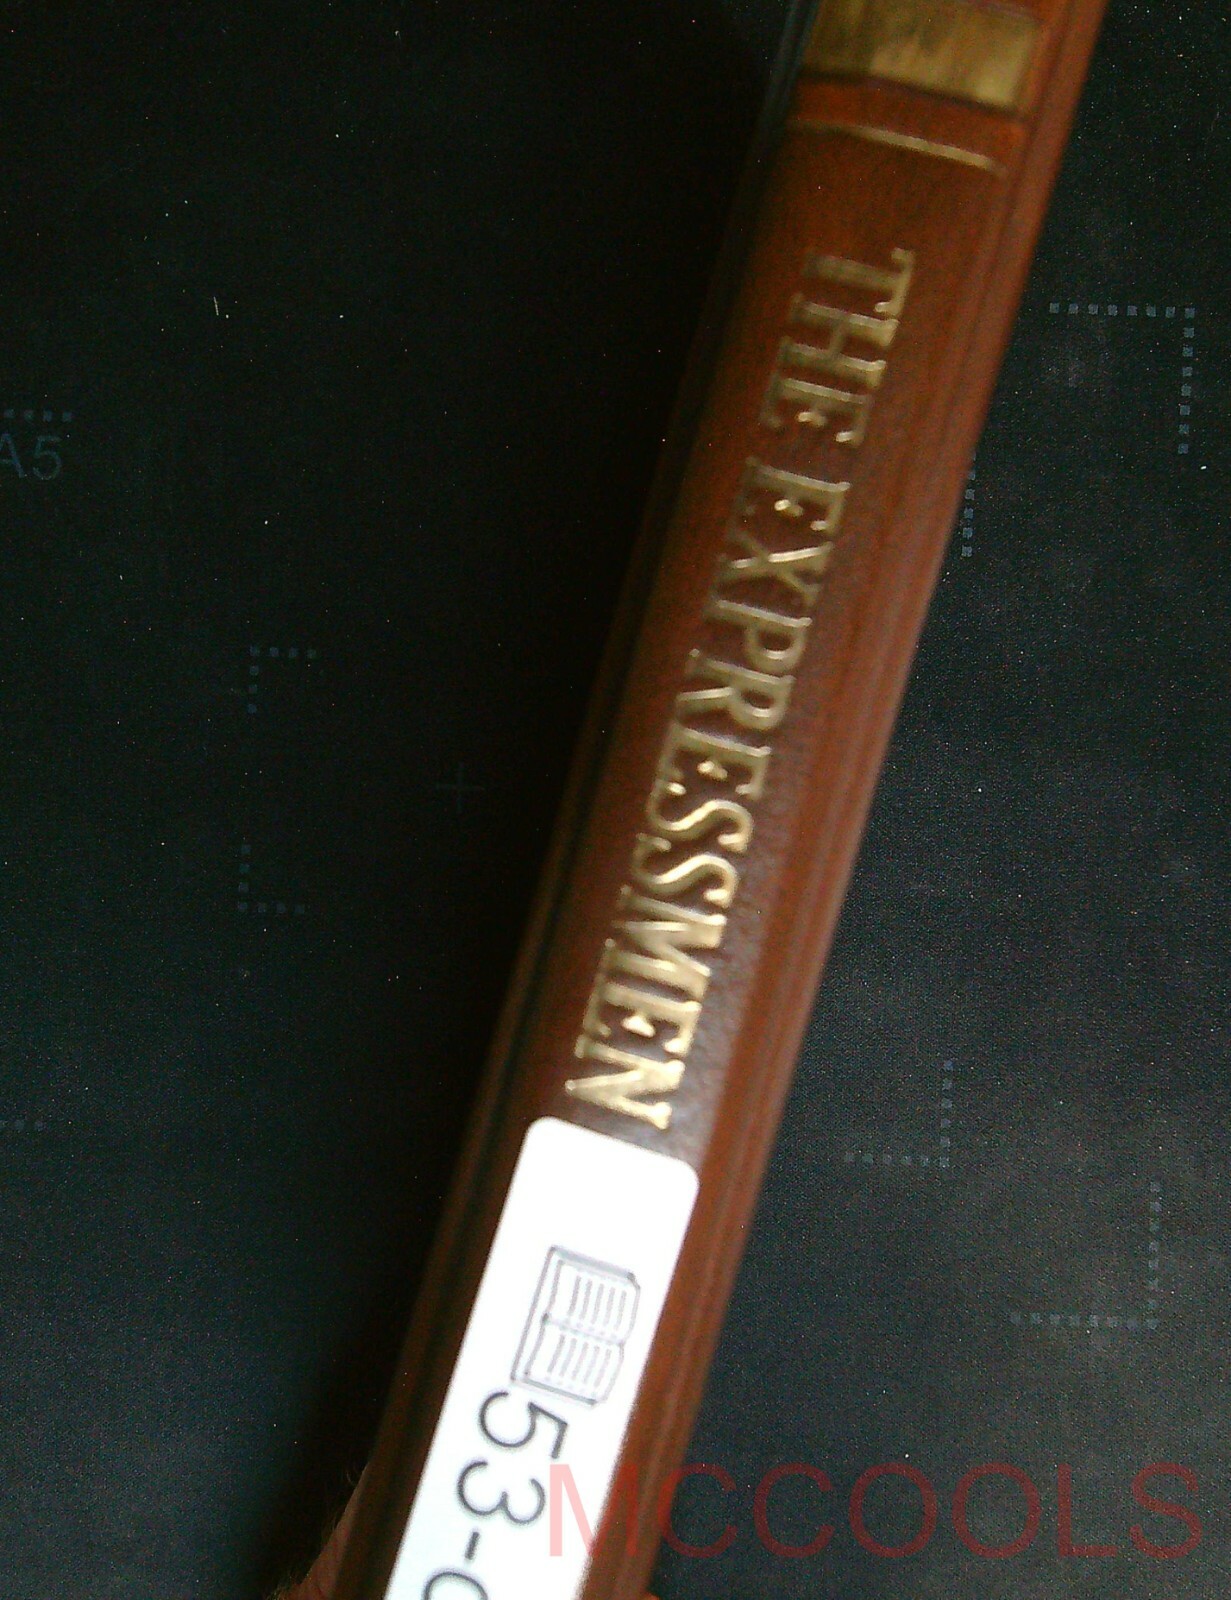 THE EXPRESSMEN
53-
MCCOOLS
A5